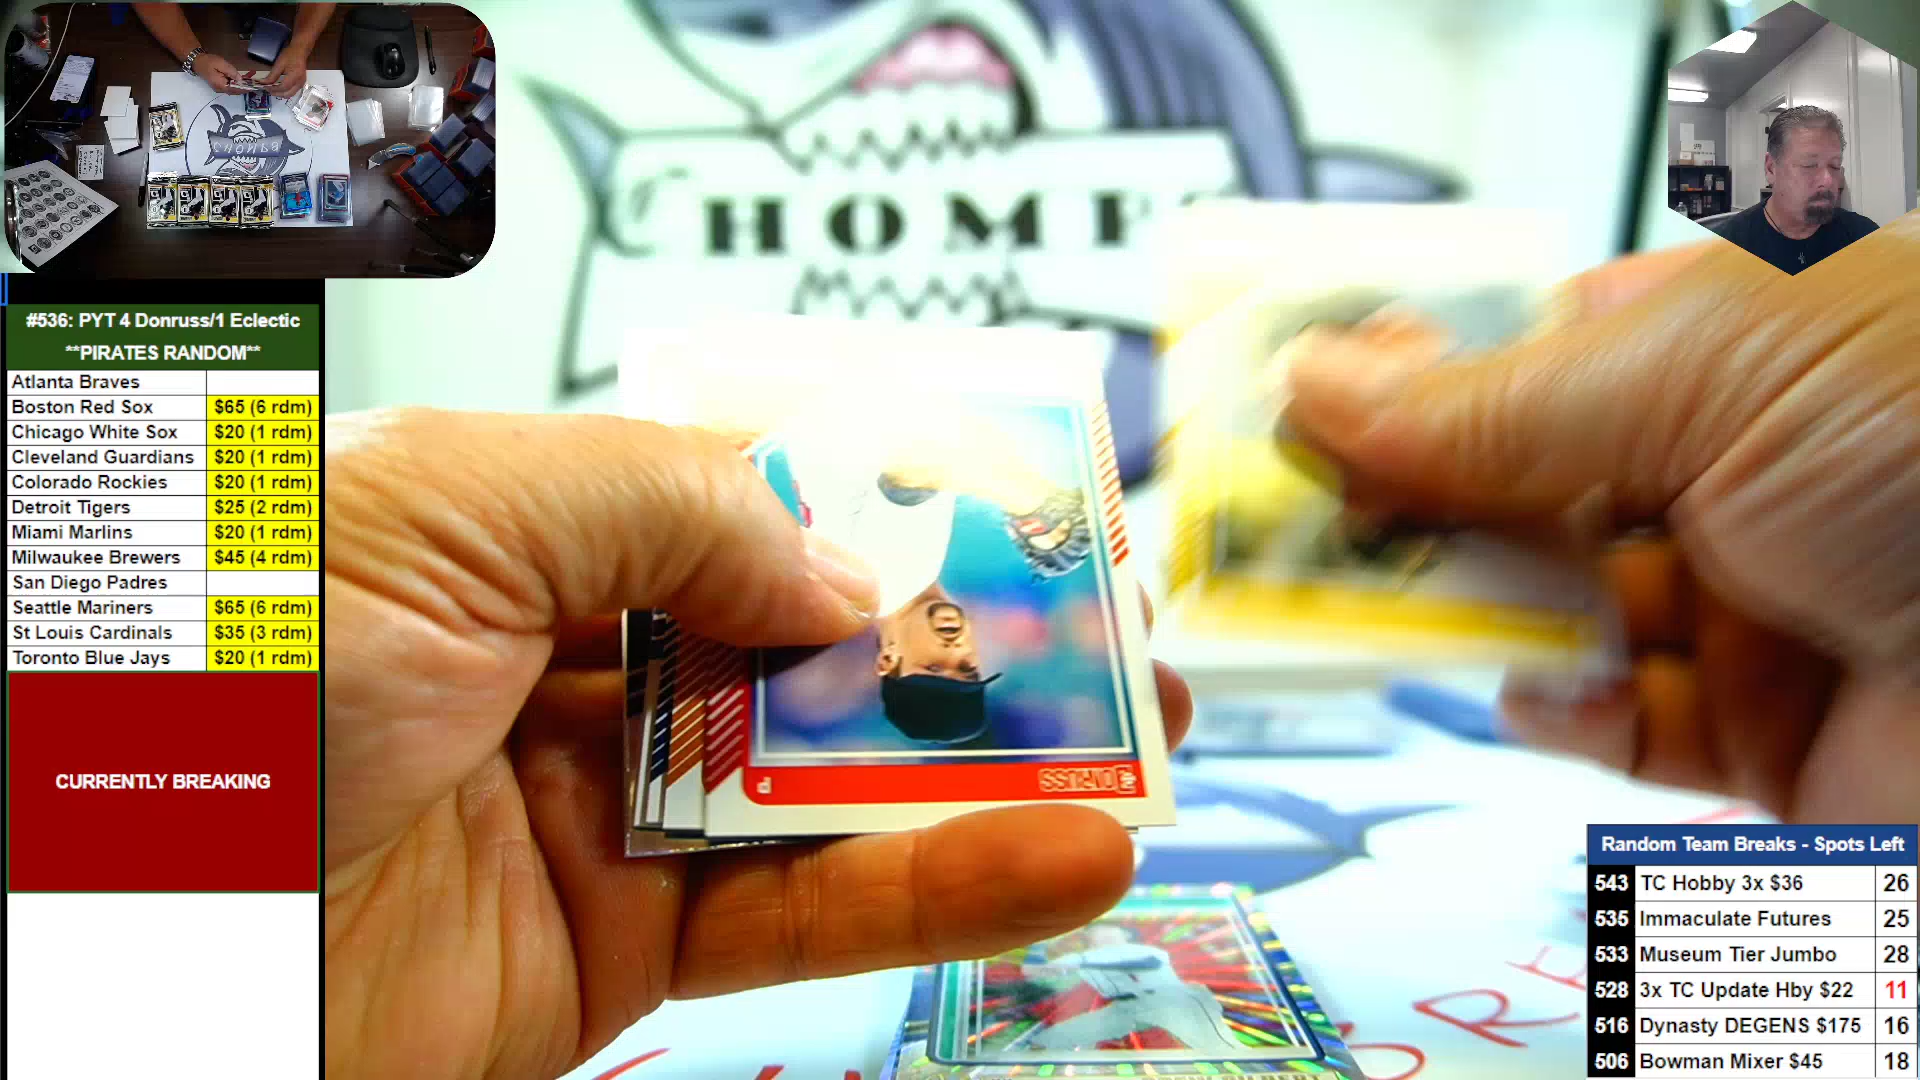 #536: PYT 4 Donruss/1 Eclectic
**PIRATES RANDOM**
Atlanta Braves
Boston Red Sox $65 (6 rdm)
Chicago White Sox $20 (1 rdm)
Cleveland Guardians $20 (1 rdm)
Colorado Rockies $20 (1 rdm)
Detroit Tigers $25 (2 rdm)
Miami Marlins $20 (1 rdm)
Milwaukee Brewers $45 (4 rdm)
San Diego Padres
Seattle Mariners $65 (6 rdm)
St Louis Cardinals $35 (3 rdm)
Toronto Blue Jays $20 (1 rdm)
CURRENTLY BREAKING
CHOMP
DONRUSS
P
Random Team Breaks - Spots Left
543 TC Hobby 3x $36 26
535 Immaculate Futures 25
533 Museum Tier Jumbo 28
528 3x TC Update Hby $22 11
516 Dynasty DEGENS $175 16
506 Bowman Mixer $45 18